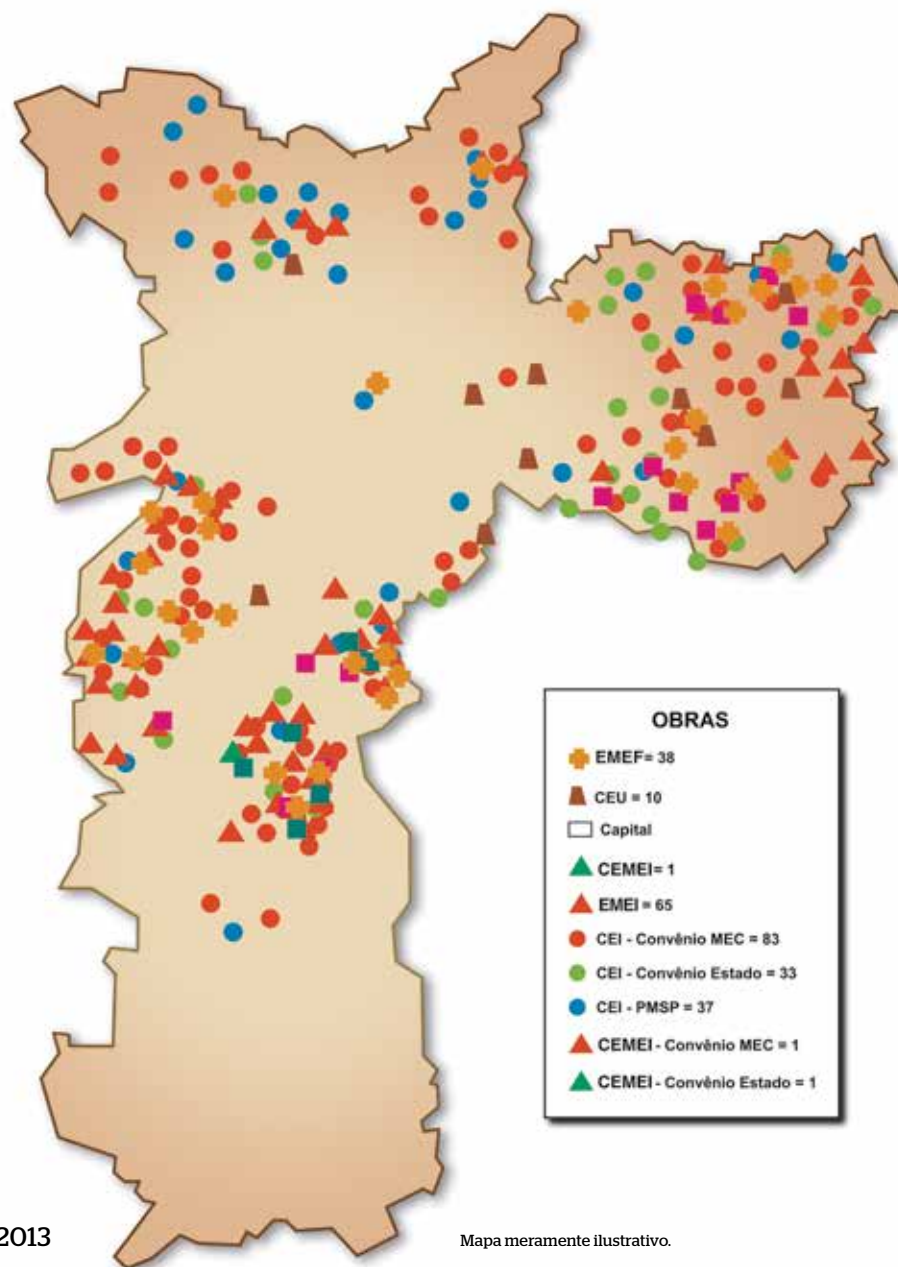 OBRAS
EMEF= 38
CEU = 10
Capital
CEMEI= 1
EMEI = 65
CEI - Convênio MEC = 83
CEI - Convênio Estado = 33
CEI - PMSP = 37
CEMEI - Convênio MEC = 1
CEMEI - Convênio Estado = 1
2013
Mapa meramente ilustrativo.